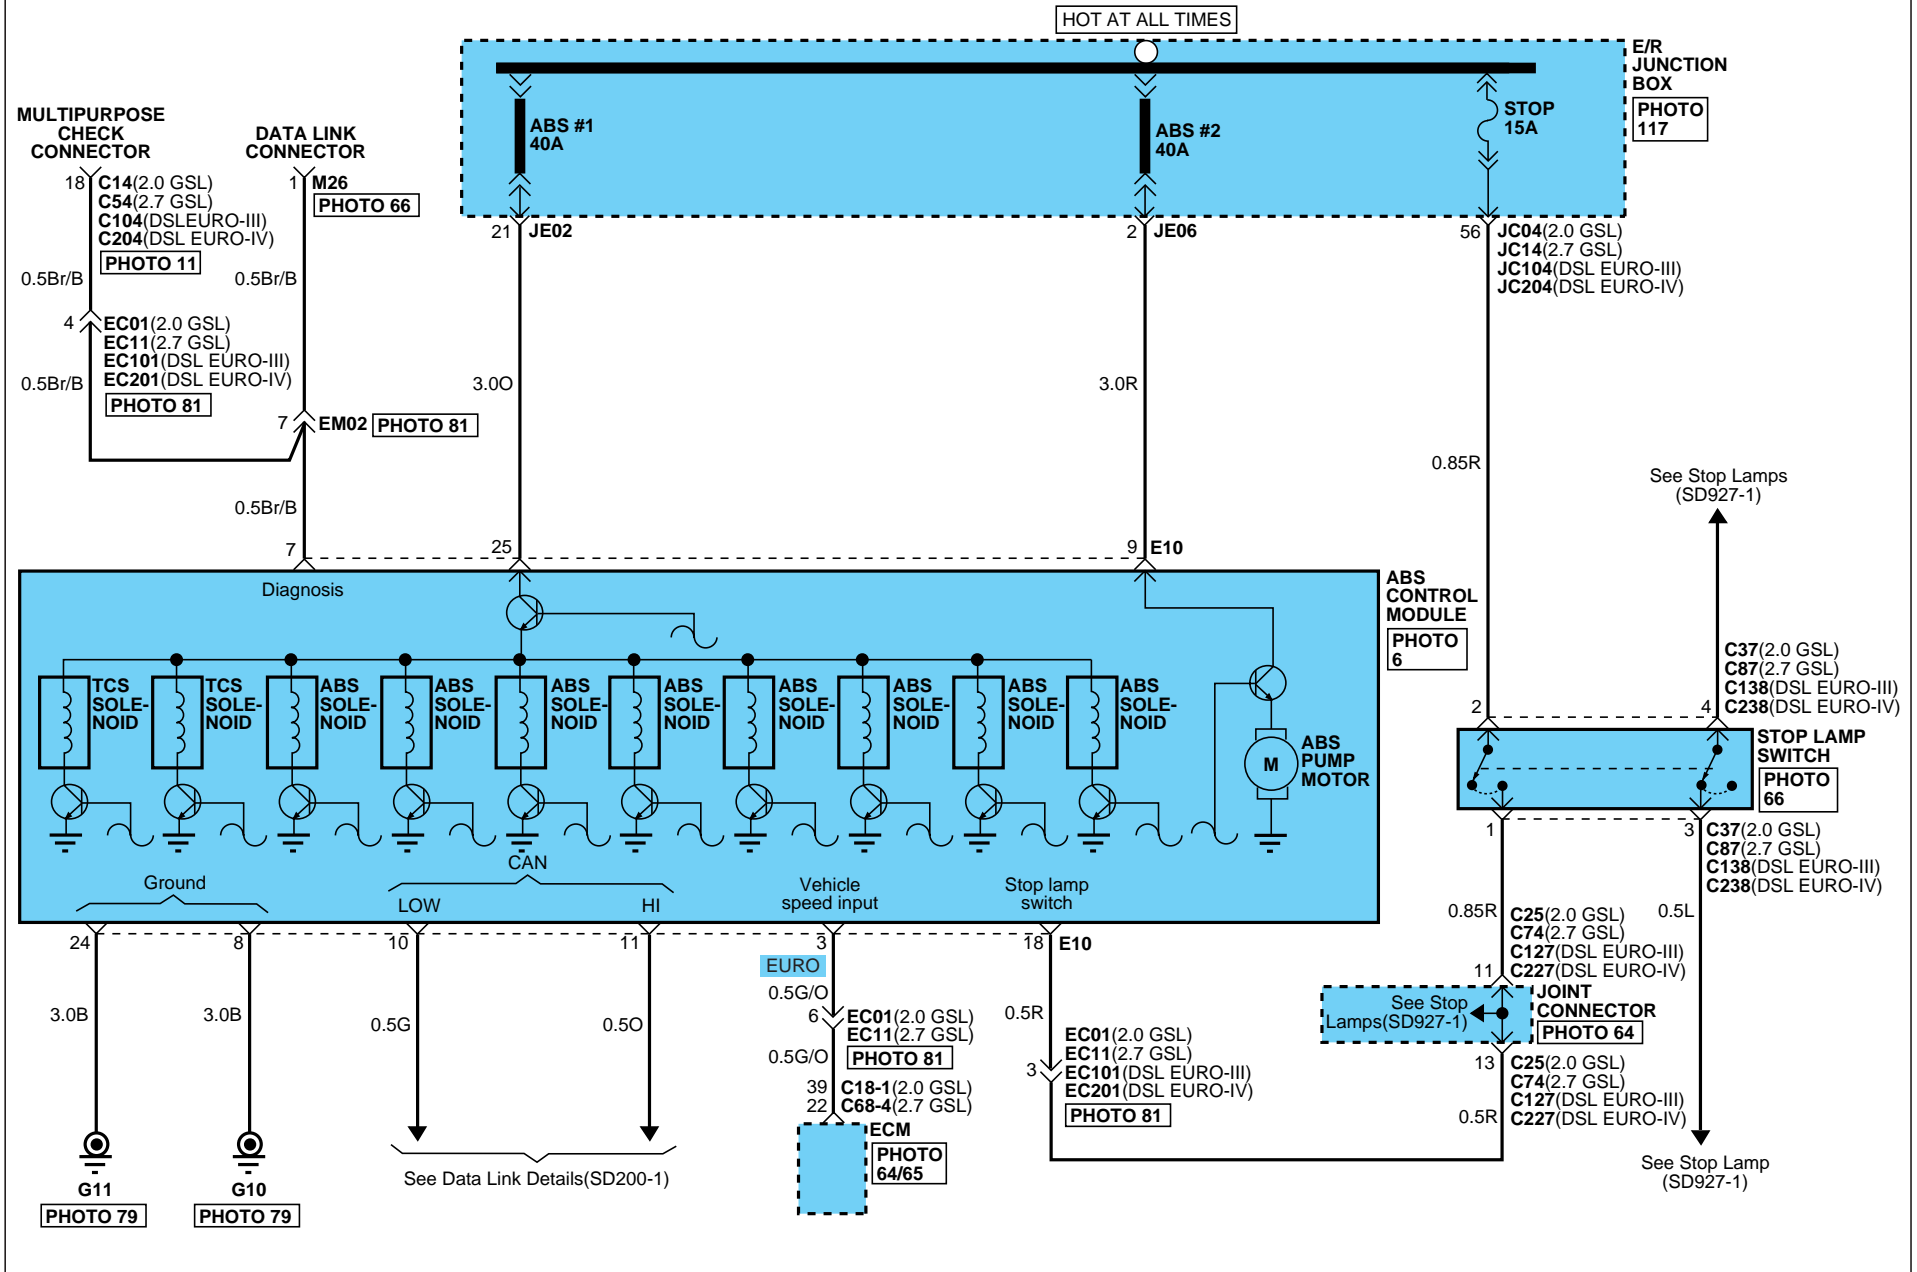 HOT AT ALL TIMES
E/R
JUNCTION
BOX
PHOTO
117
ABS #1
40A
ABS #2
40A
STOP
15A
MULTIPURPOSE
CHECK
CONNECTOR
DATA LINK
CONNECTOR
18
C14(2.0 GSL)
C54(2.7 GSL)
C104(DSLEURO-III)
C204(DSL EURO-IV)
PHOTO 11
1 M26
PHOTO 66
21 JE02
2 JE06
56 JC04(2.0 GSL)
JC14(2.7 GSL)
JC104(DSL EURO-III)
JC204(DSL EURO-IV)
0.5Br/B
0.5Br/B
4 EC01(2.0 GSL)
EC11(2.7 GSL)
EC101(DSL EURO-III)
EC201(DSL EURO-IV)
PHOTO 81
0.5Br/B
3.0O
3.0R
7 EM02 PHOTO 81
0.85R
See Stop Lamps
(SD927-1)
0.5Br/B
7
25
9 E10
Diagnosis
ABS
CONTROL
MODULE
PHOTO
6
TCS
SOLE-
NOID
TCS
SOLE-
NOID
ABS
SOLE-
NOID
ABS
SOLE-
NOID
ABS
SOLE-
NOID
ABS
SOLE-
NOID
ABS
SOLE-
NOID
ABS
SOLE-
NOID
ABS
SOLE-
NOID
ABS
SOLE-
NOID
M
ABS
PUMP
MOTOR
C37(2.0 GSL)
C87(2.7 GSL)
C138(DSL EURO-III)
C238(DSL EURO-IV)
2
4
STOP LAMP
SWITCH
PHOTO
66
1
3
C37(2.0 GSL)
C87(2.7 GSL)
C138(DSL EURO-III)
C238(DSL EURO-IV)
Ground
CAN
LOW
HI
Vehicle
speed input
Stop lamp
switch
24
8
10
11
3
18 E10
EURO
0.85R
C25(2.0 GSL)
C74(2.7 GSL)
C127(DSL EURO-III)
11 C227(DSL EURO-IV)
0.5L
3.0B
3.0B
0.5G
0.5O
0.5G/O
6 EC01(2.0 GSL)
EC11(2.7 GSL)
PHOTO 81
0.5G/O
39 C18-1(2.0 GSL)
22 C68-4(2.7 GSL)
ECM
PHOTO
64/65
0.5R
EC01(2.0 GSL)
EC11(2.7 GSL)
3 EC101(DSL EURO-III)
EC201(DSL EURO-IV)
PHOTO 81
See Stop
Lamps(SD927-1)
JOINT
CONNECTOR
PHOTO 64
13 C25(2.0 GSL)
C74(2.7 GSL)
C127(DSL EURO-III)
C227(DSL EURO-IV)
0.5R
See Stop Lamp
(SD927-1)
G11
PHOTO 79
G10
PHOTO 79
See Data Link Details(SD200-1)